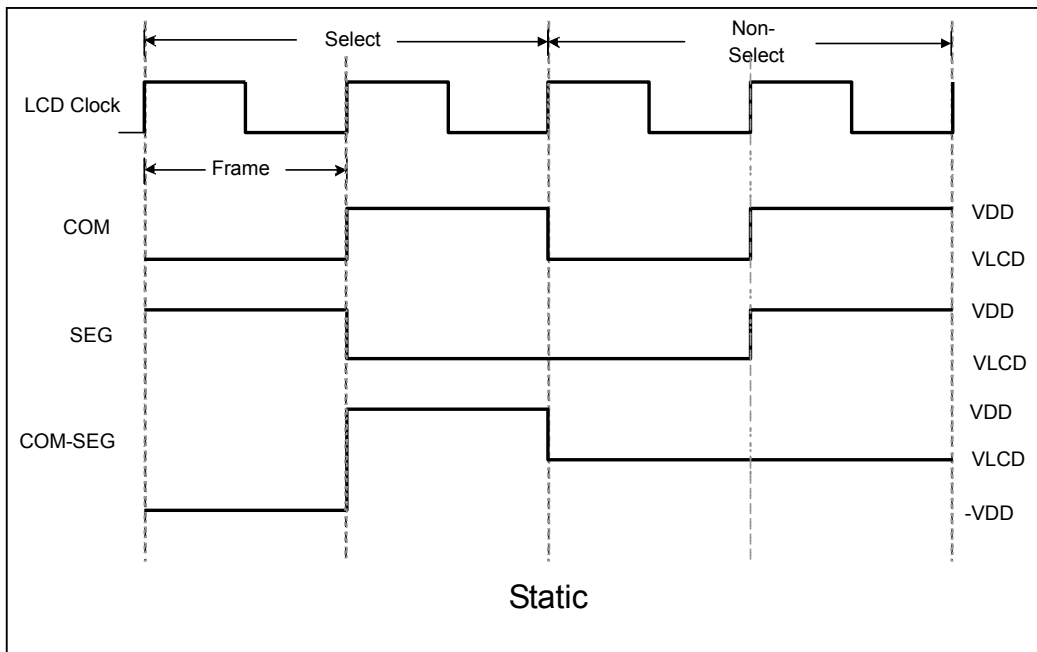 Select
Non-
Select
LCD Clock
Frame
COM
VDD
VLCD
SEG
VDD
VLCD
COM-SEG
VDD
VLCD
-VDD
Static